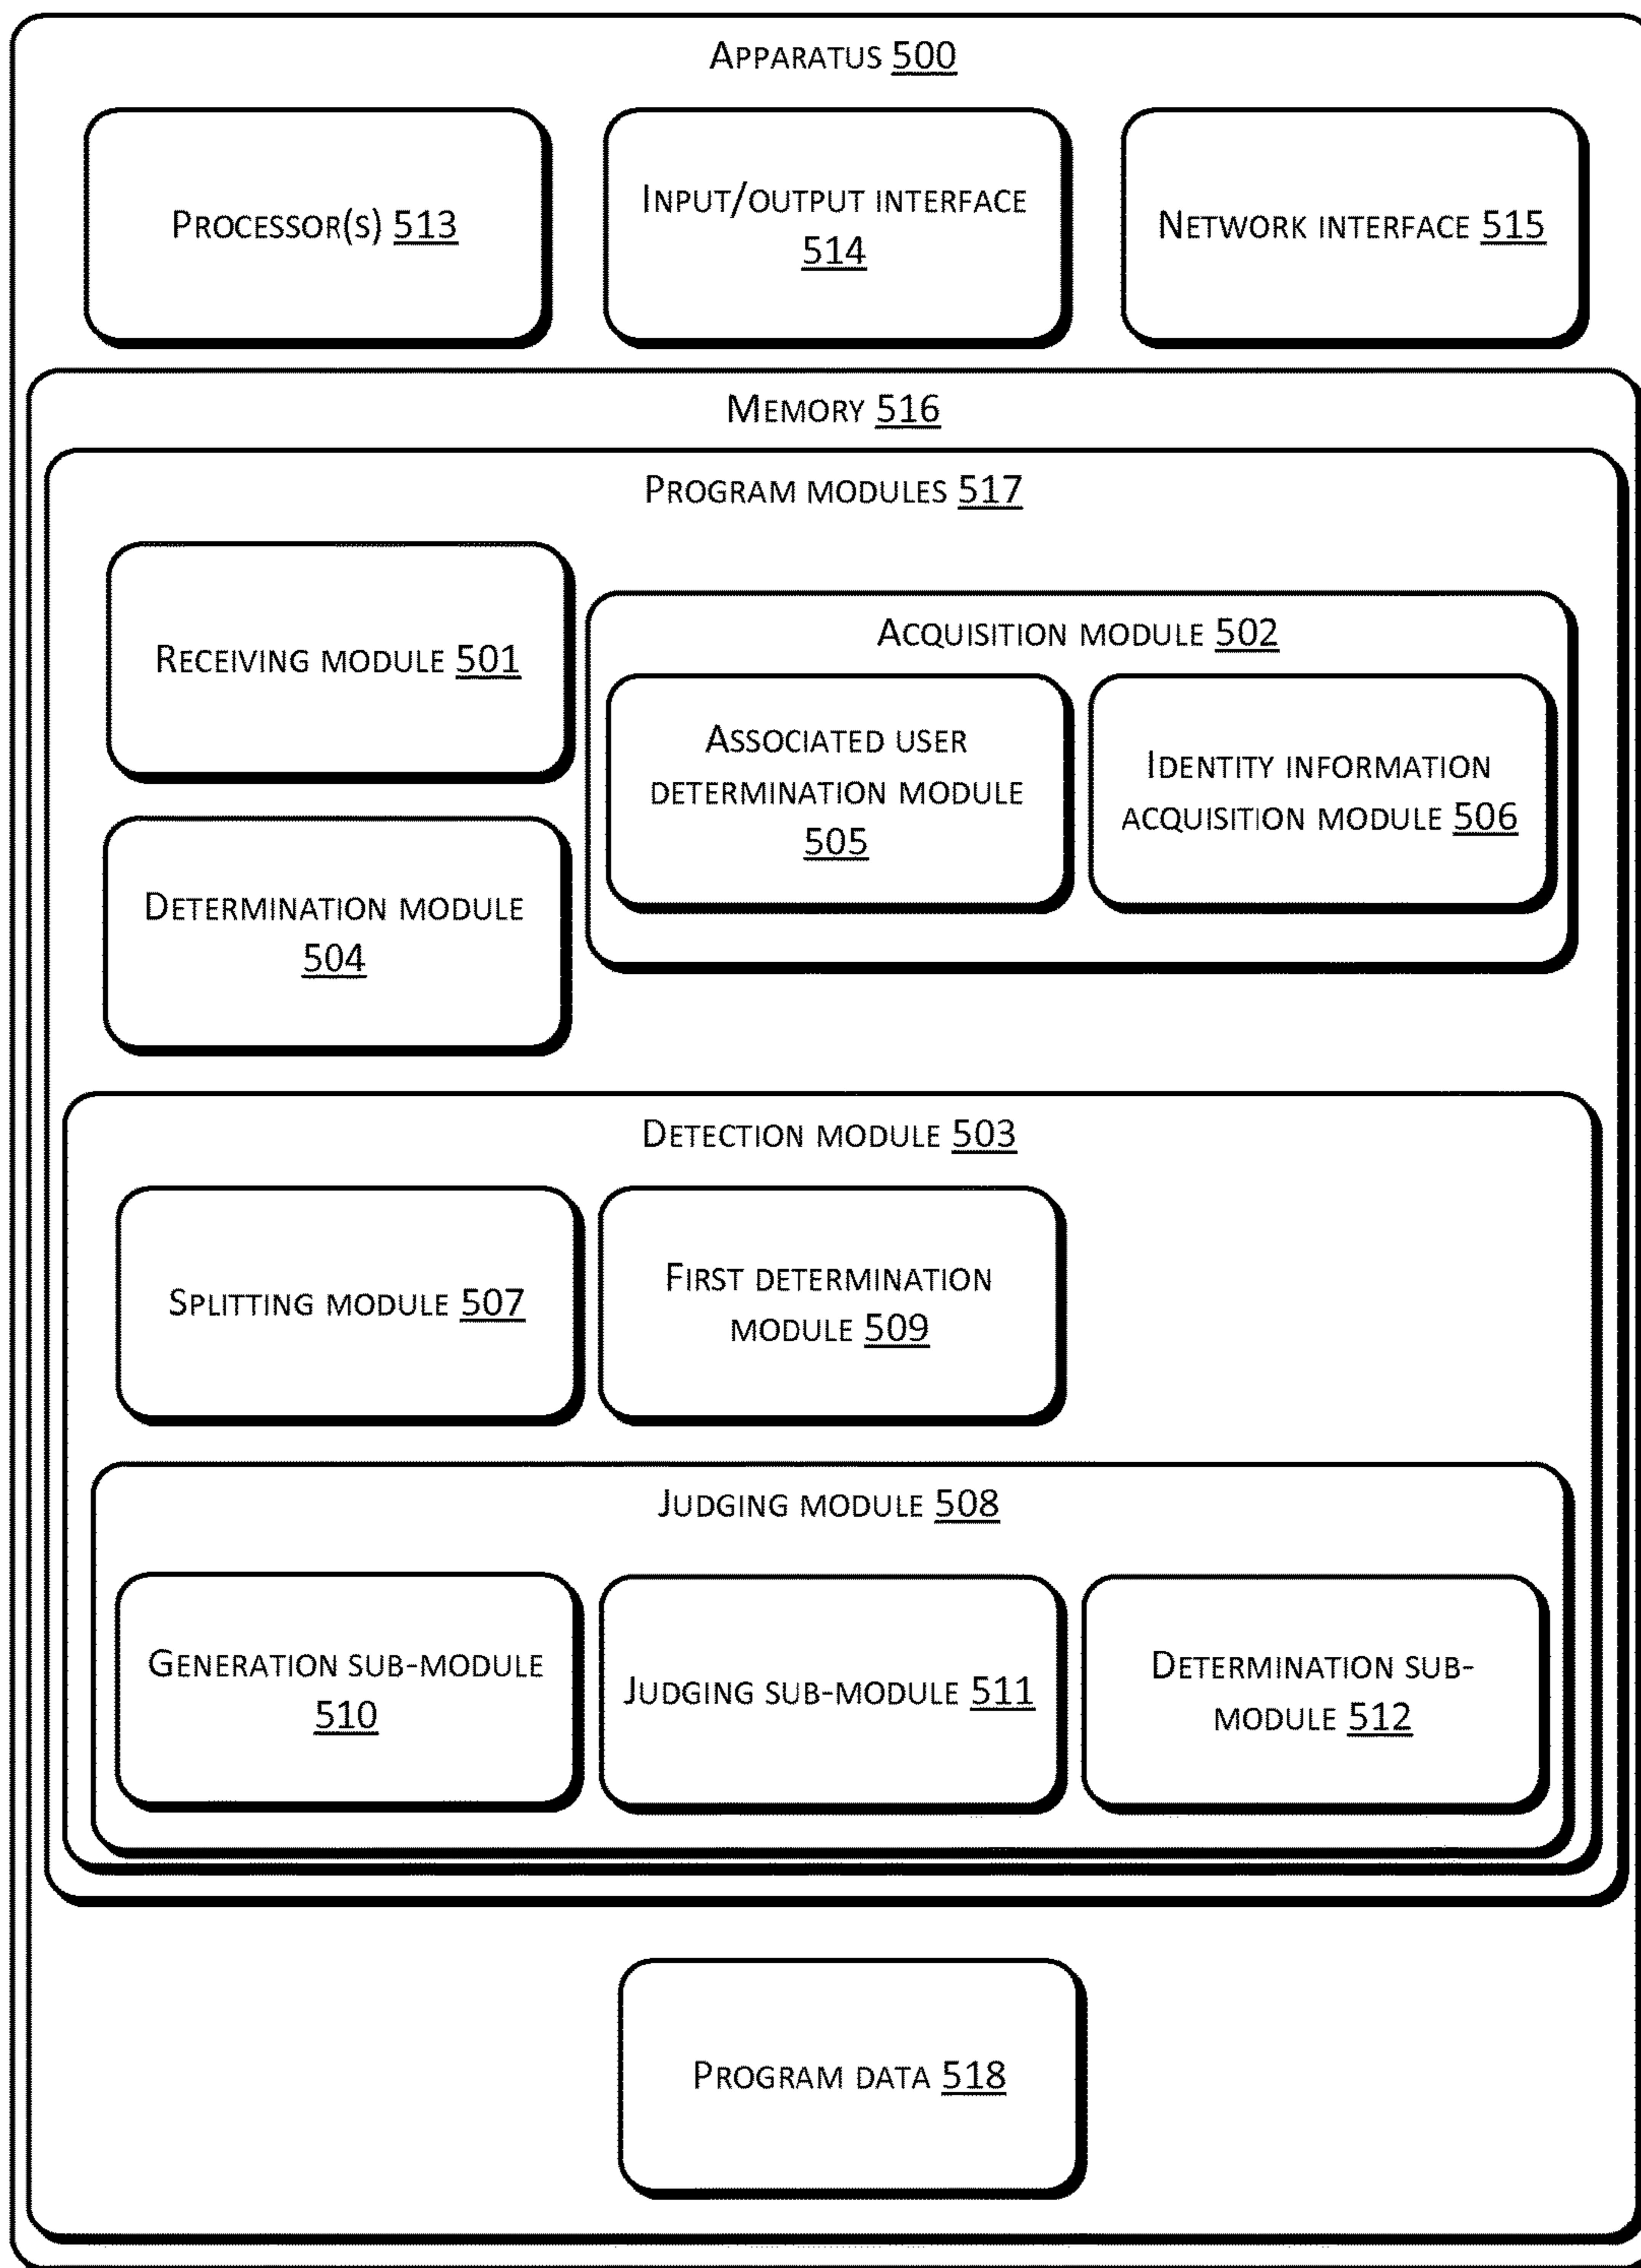 APPARATUS 500
PROCESSOR(S) 513
INPUT/OUTPUT INTERFACE
514
NETWORK INTERFACE 515
MEMORY 516
PROGRAM MODULES 517
RECEIVING MODULE 501
ACQUISITION MODULE 502
ASSOCIATED USER
DETERMINATION MODULE
505
IDENTITY INFORMATION
ACQUISITION MODULE 506
DETERMINATION MODULE
504
DETECTION MODULE 503
SPLITTING MODULE 507
FIRST DETERMINATION
MODULE 509
JUDGING MODULE 508
GENERATION SUB-MODULE
510
JUDGING SUB-MODULE 511
DETERMINATION SUB-
MODULE 512
PROGRAM DATA 518